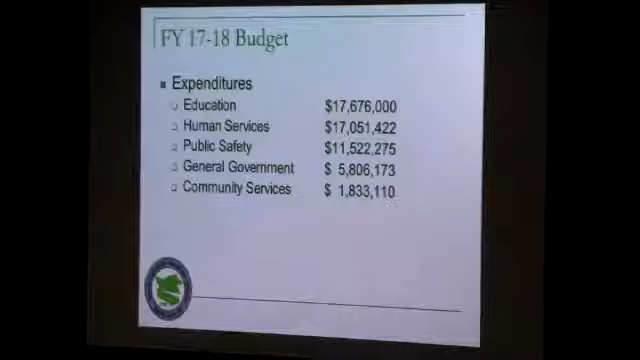 FY 17-18 Budget
Expenditures
Education $17,676,000
Human Services $17,051,422
Public Safety $11,522,275
General Government $ 5,806,173
Community Services $ 1,833,110